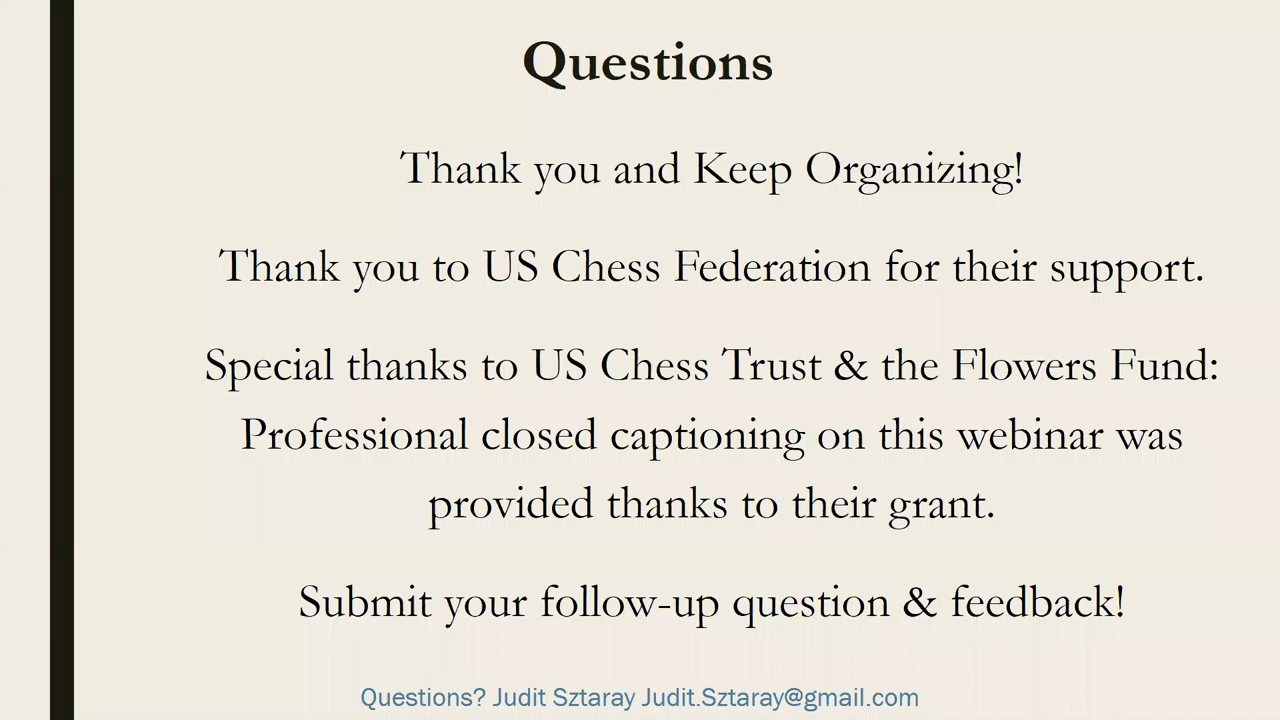 Questions
Thank you and Keep Organizing!
Thank you to US Chess Federation for their support.
Special thanks to US Chess Trust & the Flowers Fund:
Professional closed captioning on this webinar was
provided thanks to their grant.
Submit your follow-up question & feedback!
Questions? Judit Sztaray Judit.Sztaray@gmail.com